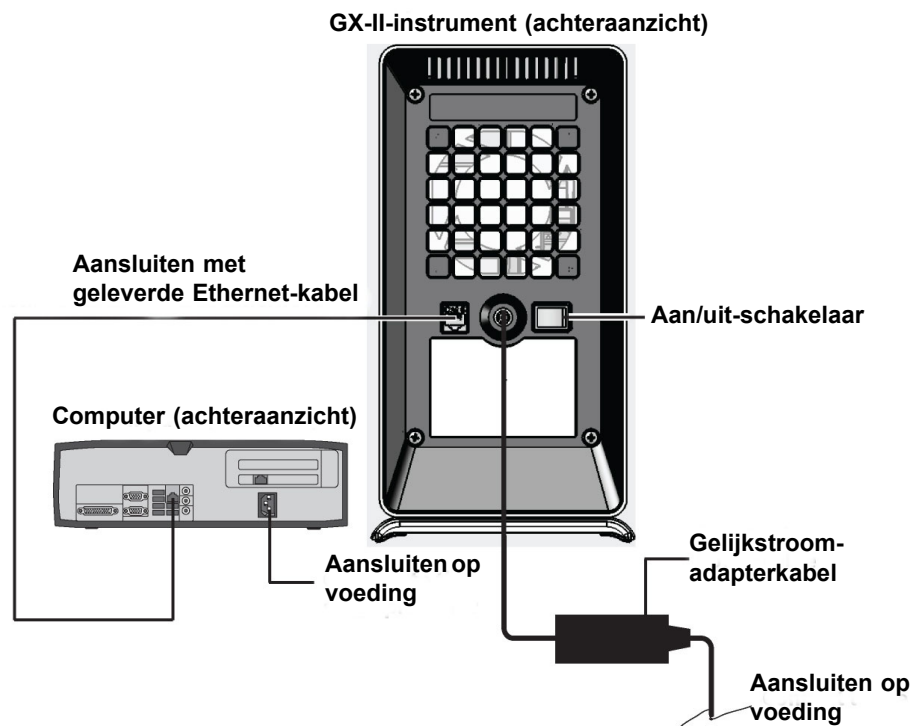 GX-II-instrument (achteraanzicht)
Aansluiten met
geleverde Ethernet-kabel
Aan/uit-schakelaar
Computer (achteraanzicht)
Aansluiten op
voeding
Gelijkstroom-
adapterkabel
Aansluiten op
voeding